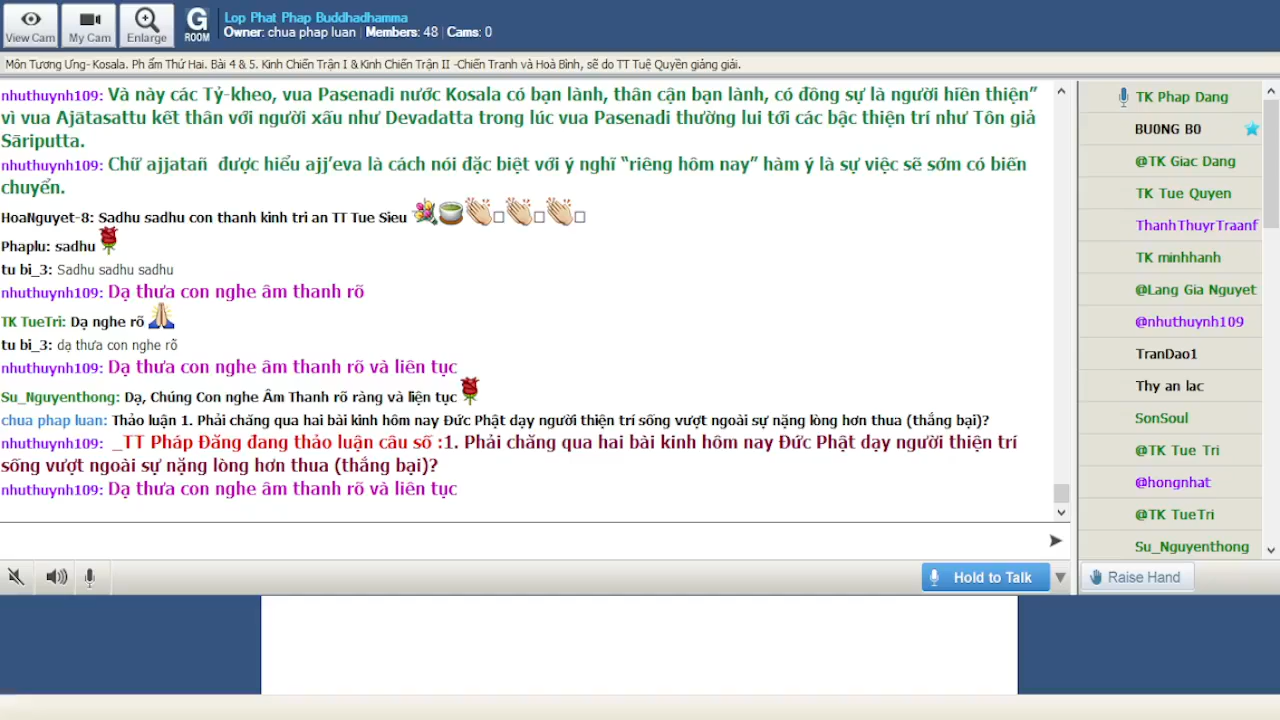 View Cam
My Cam
Enlarge
G
ROOM
Lop Phat Phap Buddhadhamma
Owner: chua phap luan | Members: 48 | Cams: 0
Môn Tương Ưng- Kosala. Ph ẩm Thứ Hai. Bài 4 & 5. Kinh Chiến Trận I & Kinh Chiến Trận II -Chiến Tranh và Hoà Bình, sẽ do TT Tuệ Quyền giảng giải.
nhuthuynh109: Và này các Tỷ-kheo, vua Pasenadi nước Kosala có bạn lành, thân cận bạn lành, có đồng sự là người hiền thiện”
vì vua Ajātasattu kết thân với người xấu như Devadatta trong lúc vua Pasenadi thường lui tới các bậc thiện trí như Tôn giả
Sāriputta.
nhuthuynh109: Chữ ajjatañ được hiểu ajj’eva là cách nói đặc biệt với ý nghĩ “riêng hôm nay” hàm ý là sự việc sẽ sớm có biến
chuyển.
HoaNguyet-8: Sadhu sadhu con thanh kinh tri an TT Tue Sieu
Phaplu: sadhu
tu bi_3: Sadhu sadhu sadhu
nhuthuynh109: Dạ thưa con nghe âm thanh rõ
TK TueTri: Dạ nghe rõ
tu bi_3: dạ thưa con nghe rỗ
nhuthuynh109: Dạ thưa con nghe âm thanh rõ và liên tục
Su_Nguyenthong: Dạ, Chúng Con nghe Âm Thanh rõ ràng và liện tục
chua phap luan: Thảo luận 1. Phải chăng qua hai bài kinh hôm nay Đức Phật dạy người thiện trí sống vượt ngoài sự nặng lòng hơn thua (thắng bại)?
nhuthuynh109: _TT Pháp Đăng đang thảo luận câu số :1. Phải chăng qua hai bài kinh hôm nay Đức Phật dạy người thiện trí
sống vượt ngoài sự nặng lòng hơn thua (thắng bại)?
nhuthuynh109: Dạ thưa con nghe âm thanh rõ và liên tục
Hold to Talk
TK Phap Dang
BU0NG B0
@TK Giac Dang
TK Tue Quyen
ThanhThuyrTraanf
TK minhhanh
@Lang Gia Nguyet
@nhuthuynh109
TranDao1
Thy an lac
SonSoul
@TK Tue Tri
@hongnhat
@TK TueTri
Su_Nguyenthong
Raise Hand